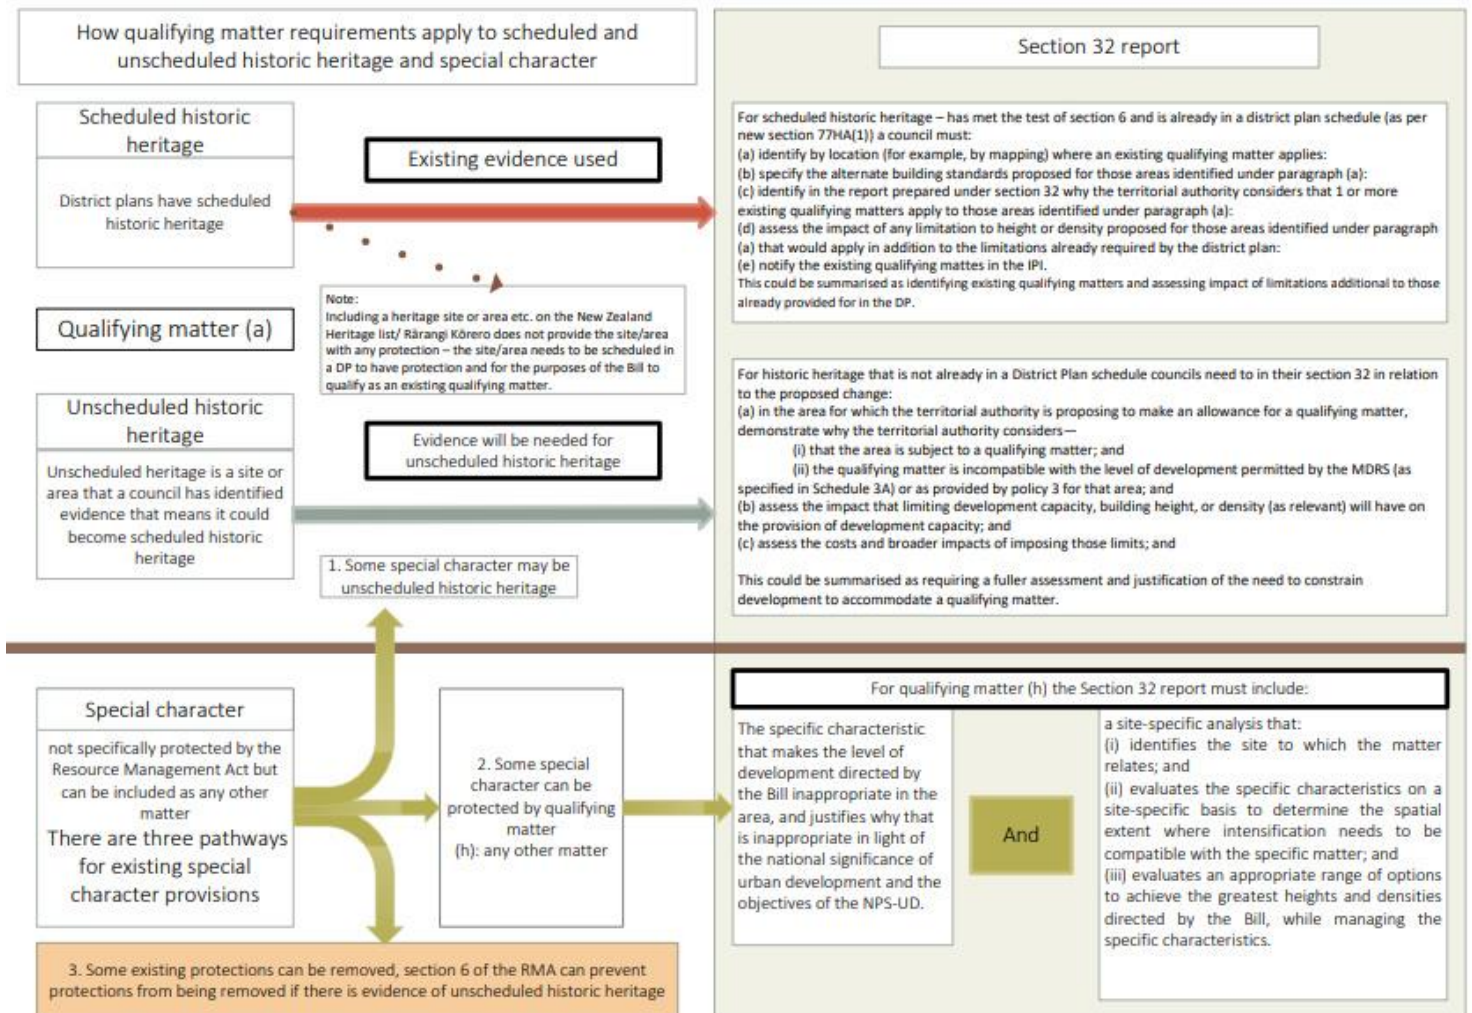 How qualifying matter requirements apply to scheduled and
unscheduled historic heritage and special character
Section 32 report
Scheduled historic
heritage
District plans have scheduled
historic heritage
Existing evidence used
For scheduled historic heritage – has met the test of section 6 and is already in a district plan schedule (as per
new section 77HA(1)) a council must:
(a) identify by location (for example, by mapping) where an existing qualifying matter applies:
(b) specify the alternate building standards proposed for those areas identified under paragraph (a):
(c) identify in the report prepared under section 32 why the territorial authority considers that 1 or more
existing qualifying matters apply to those areas identified under paragraph (a):
(d) assess the impact of any limitation to height or density proposed for those areas identified under paragraph
(a) that would apply in addition to the limitations already required by the district plan:
(e) notify the existing qualifying mattes in the IPI.
This could be summarised as identifying existing qualifying matters and assessing impact of limitations additional to those
already provided for in the DP.
Note:
Including a heritage site or area etc. on the New Zealand
Heritage list/ Rārangi Kōrero does not provide the site/area
with any protection – the site/area needs to be scheduled in
a DP to have protection and for the purposes of the Bill to
qualify as an existing qualifying matter.
Qualifying matter (a)
Unscheduled historic
heritage
Unscheduled heritage is a site or
area that a council has identified
evidence that means it could
become scheduled historic
heritage
Evidence will be needed for
unscheduled historic heritage
For historic heritage that is not already in a District Plan schedule councils need to in their section 32 in relation
to the proposed change:
(a) in the area for which the territorial authority is proposing to make an allowance for a qualifying matter,
demonstrate why the territorial authority considers—
(i) that the area is subject to a qualifying matter; and
(ii) the qualifying matter is incompatible with the level of development permitted by the MDRS (as
specified in Schedule 3A) or as provided by policy 3 for that area; and
(b) assess the impact that limiting development capacity, building height, or density (as relevant) will have on
the provision of development capacity; and
(c) assess the costs and broader impacts of imposing those limits; and
This could be summarised as requiring a fuller assessment and justification of the need to constrain
development to accommodate a qualifying matter.
1. Some special character may be
unscheduled historic heritage
Special character
not specifically protected by the
Resource Management Act but
can be included as any other
matter
There are three pathways
for existing special
character provisions
2. Some special
character can be
protected by qualifying
matter
(h): any other matter
For qualifying matter (h) the Section 32 report must include:
The specific characteristic
that makes the level of
development directed by
the Bill inappropriate in the
area, and justifies why that
is inappropriate in light of
the national significance of
urban development and the
objectives of the NPS-UD.
And
a site-specific analysis that:
(i) identifies the site to which the matter
relates; and
(ii) evaluates the specific characteristics on a
site-specific basis to determine the spatial
extent where intensification needs to be
compatible with the specific matter; and
(iii) evaluates an appropriate range of options
to achieve the greatest heights and densities
directed by the Bill, while managing the
specific characteristics.
3. Some existing protections can be removed, section 6 of the RMA can prevent
protections from being removed if there is evidence of unscheduled historic heritage